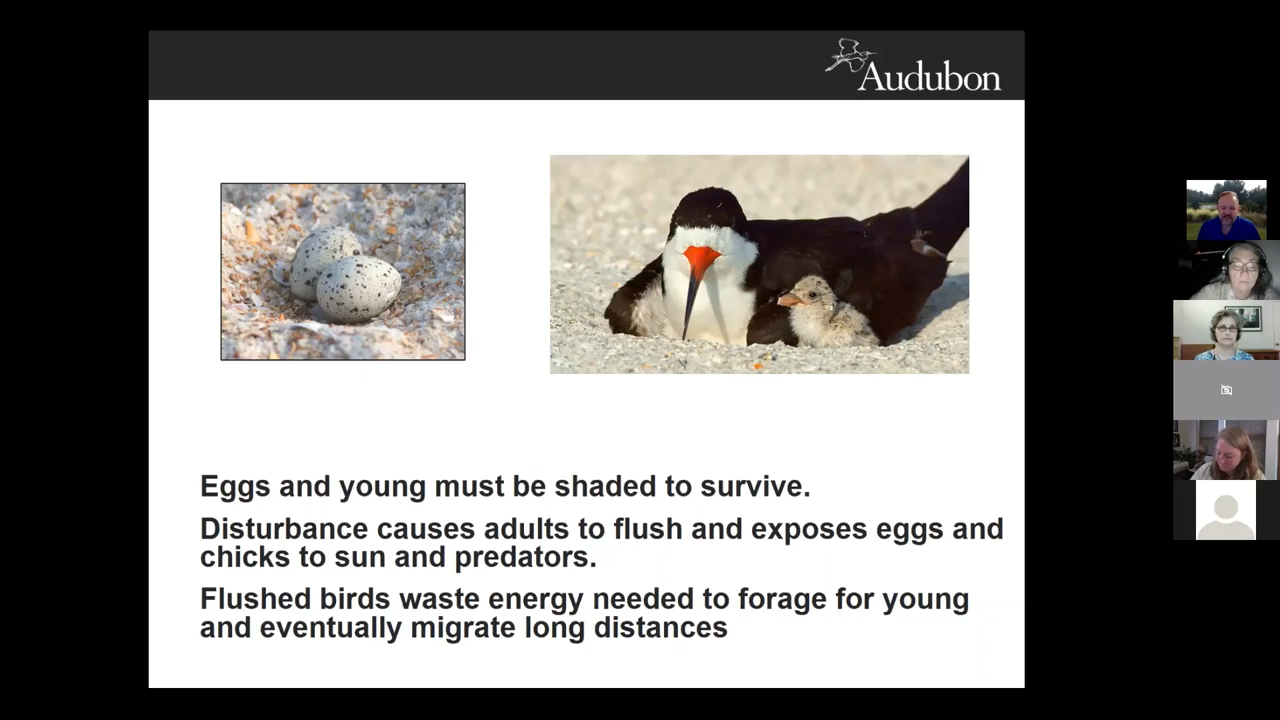 Audubon
Eggs and young must be shaded to survive.
Disturbance causes adults to flush and exposes eggs and
chicks to sun and predators.
Flushed birds waste energy needed to forage for young
and eventually migrate long distances